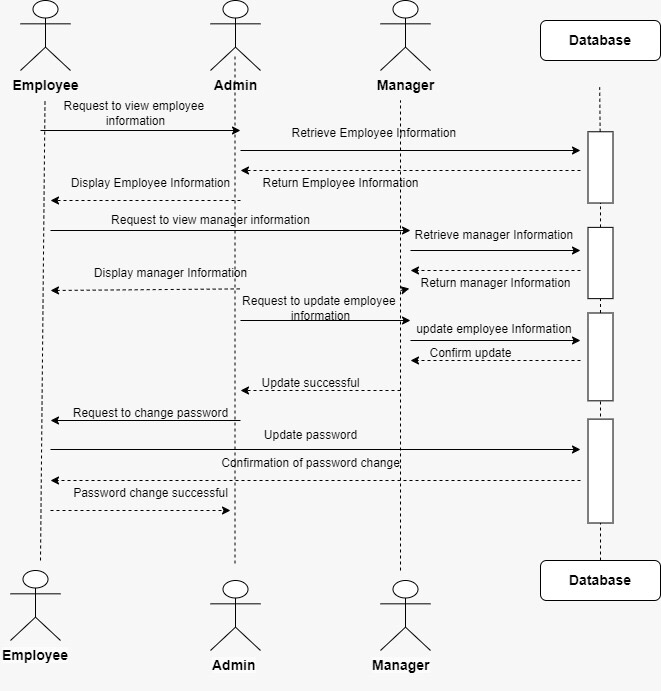 Employee
Admin
Manager
Database
Request to view employee
information
Retrieve Employee Information
Display Employee Information
Return Employee Information
Request to view manager information
Retrieve manager Information
Display manager Information
Return manager Information
Request to update employee
information
update employee Information
Confirm update
Update successful
Request to change password
Update password
Confirmation of password change
Password change successful
Database
Employee
Admin
Manager